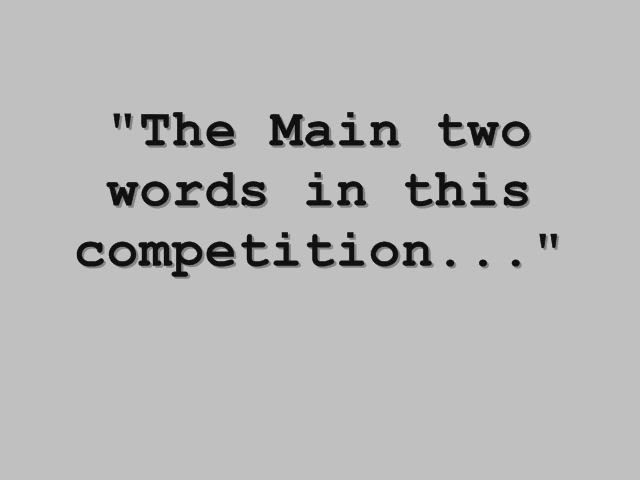 "The Main two
words in this
competition..."